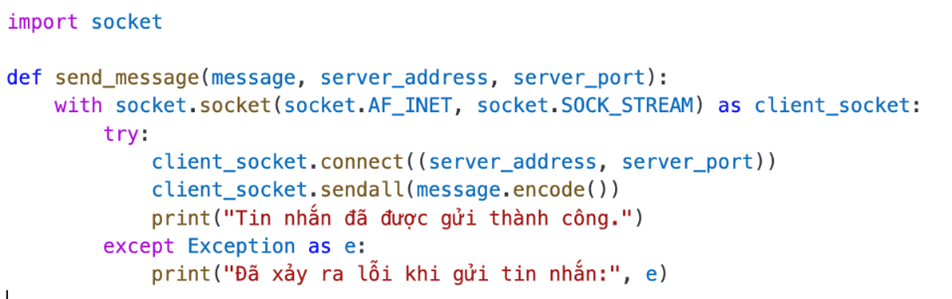 import socket

def send_message(message, server_address, server_port):
    with socket.socket(socket.AF_INET, socket.SOCK_STREAM) as client_socket:
        try:
            client_socket.connect((server_address, server_port))
            client_socket.sendall(message.encode())
            print("Tin nhắn đã được gửi thành công.")
        except Exception as e:
            print("Đã xảy ra lỗi khi gửi tin nhắn:", e)